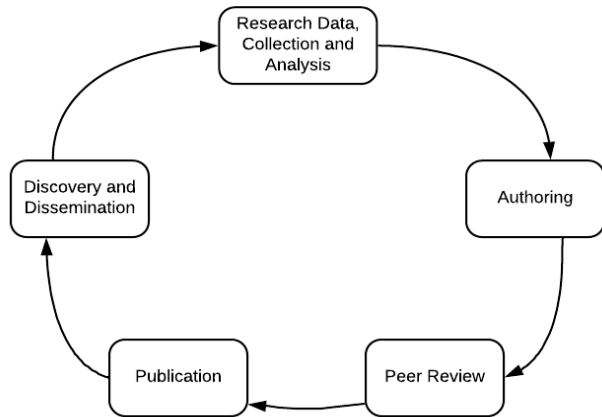 Research Data,
Collection and
Analysis
Authoring
Peer Review
Publication
Discovery and
Dissemination